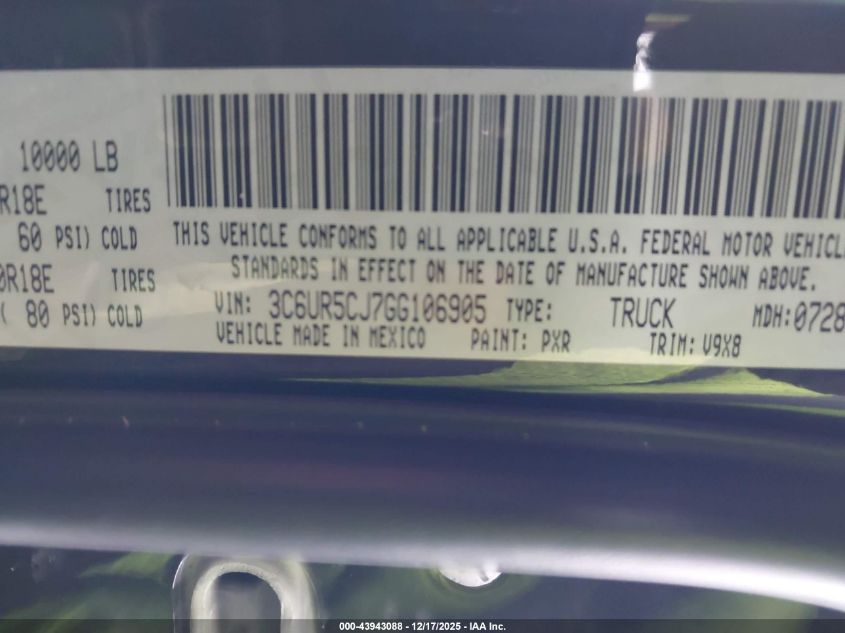 10000 LB
R18E TIRES
60 PSI) COLD
0R18E TIRES
( 80 PSI) COLD
THIS VEHICLE CONFORMS TO ALL APPLICABLE U.S.A. FEDERAL MOTOR VEHICLE
STANDARDS IN EFFECT ON THE DATE OF MANUFACTURE SHOWN ABOVE.
VIN: 3C6UR5CJ7GG106905 TYPE: TRUCK MDH:0728
VEHICLE MADE IN MEXICO PAINT: PXR TRIM: V9X8
000-43943088 - 12/17/2025 - IAA Inc.